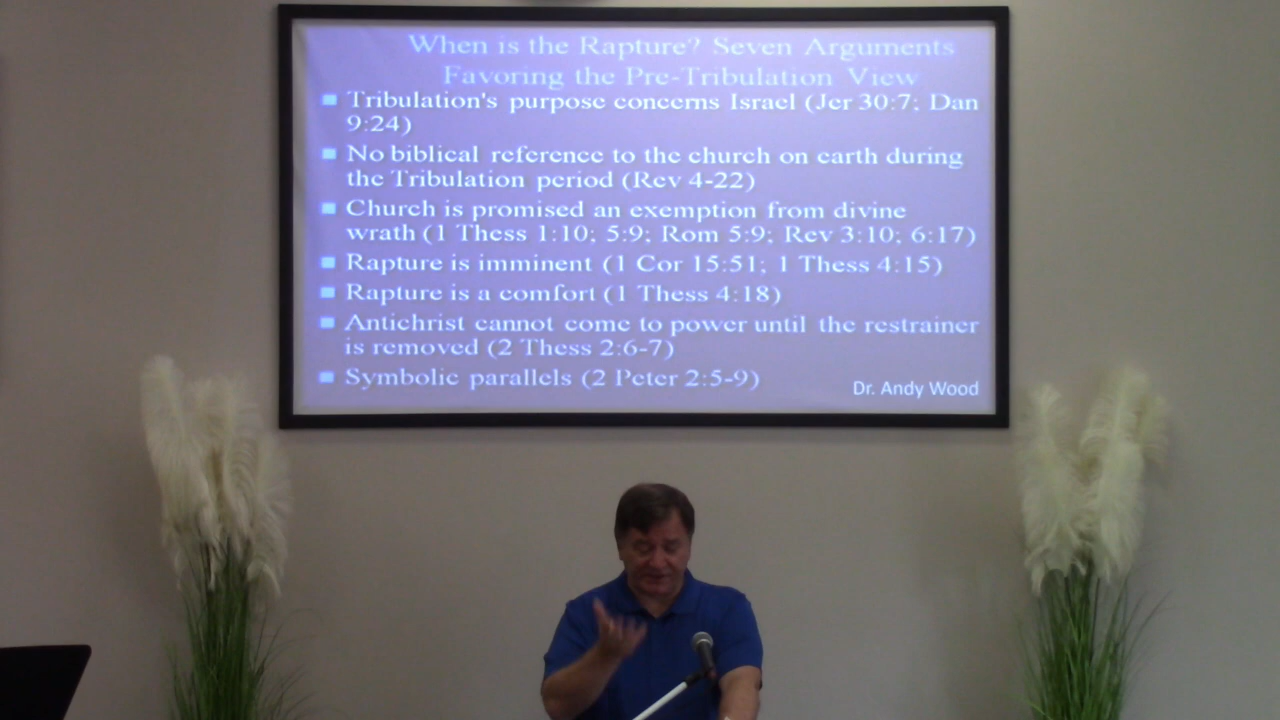 When is the Rapture? Seven Arguments
Favoring the Pre-Tribulation View
Tribulation's purpose concerns Israel (Jer 30:7; Dan
9:24)
No biblical reference to the church on earth during
the Tribulation period (Rev 4-22)
Church is promised an exemption from divine
wrath (1 Thess 1:10; 5:9; Rom 5:9; Rev 3:10; 6:17)
Rapture is imminent (1 Cor 15:51; 1 Thess 4:15)
Rapture is a comfort (1 Thess 4:18)
Antichrist cannot come to power until the restrainer
is removed (2 Thess 2:6-7)
Symbolic parallels (2 Peter 2:5-9)
Dr. Andy Wood